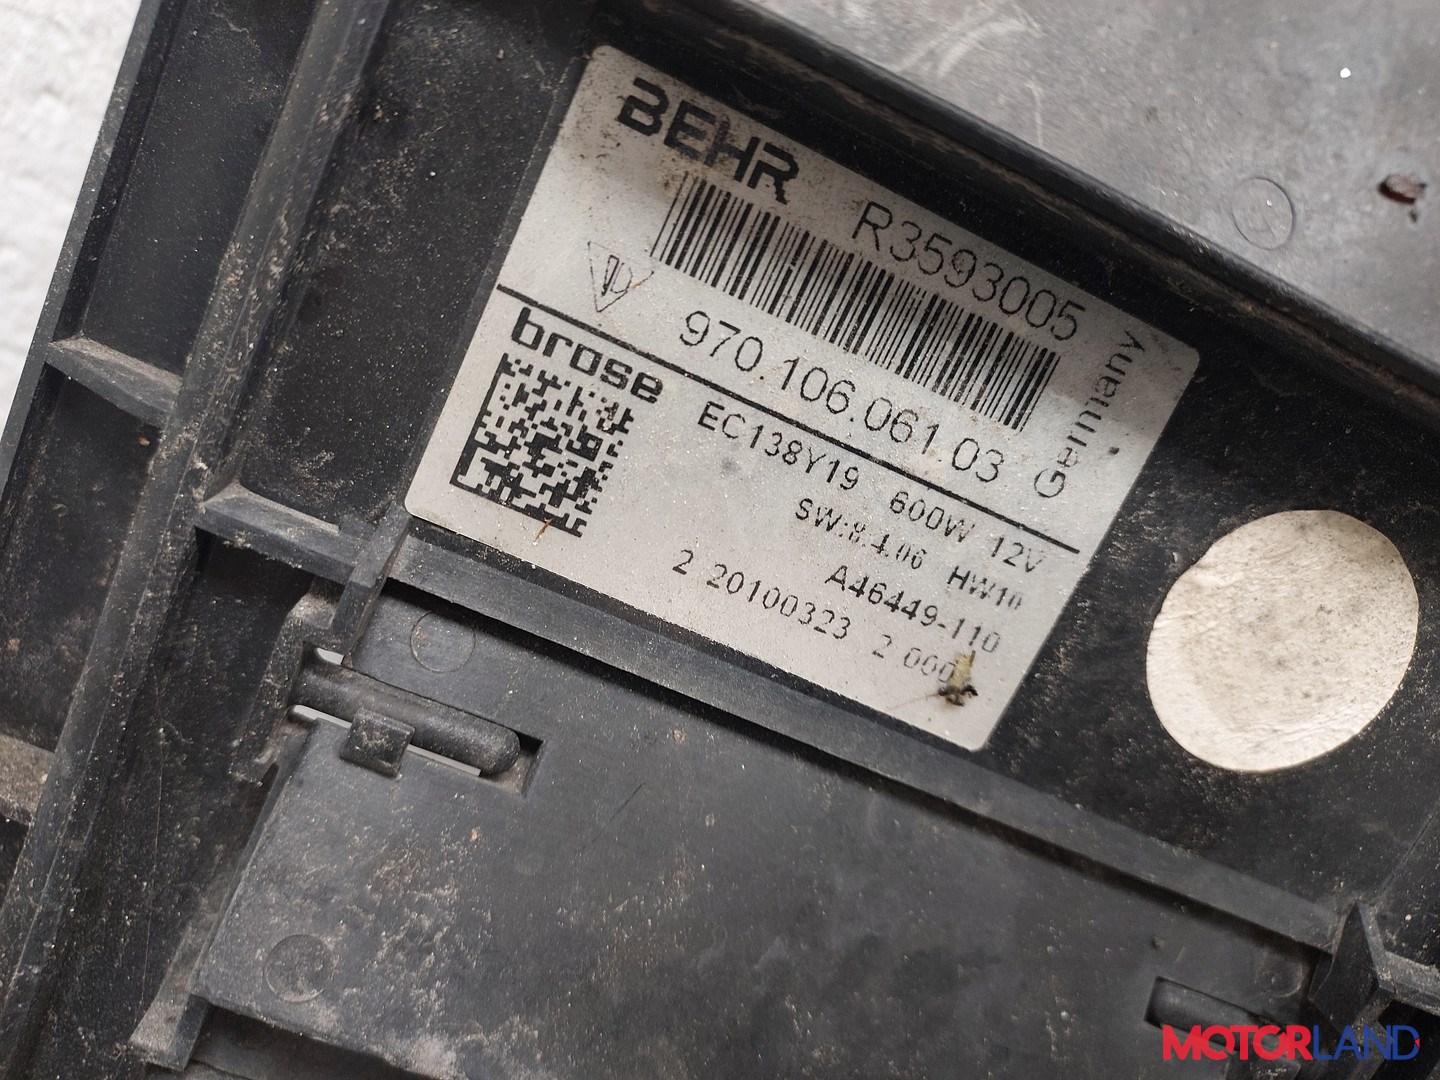 BEHR
R3593005
970.106.061.03
Germany
brose
EC138Y19 600W 12V
SW:8.4.06 HW10
A46449-110
2 20100323 2 000
MOTORLAND